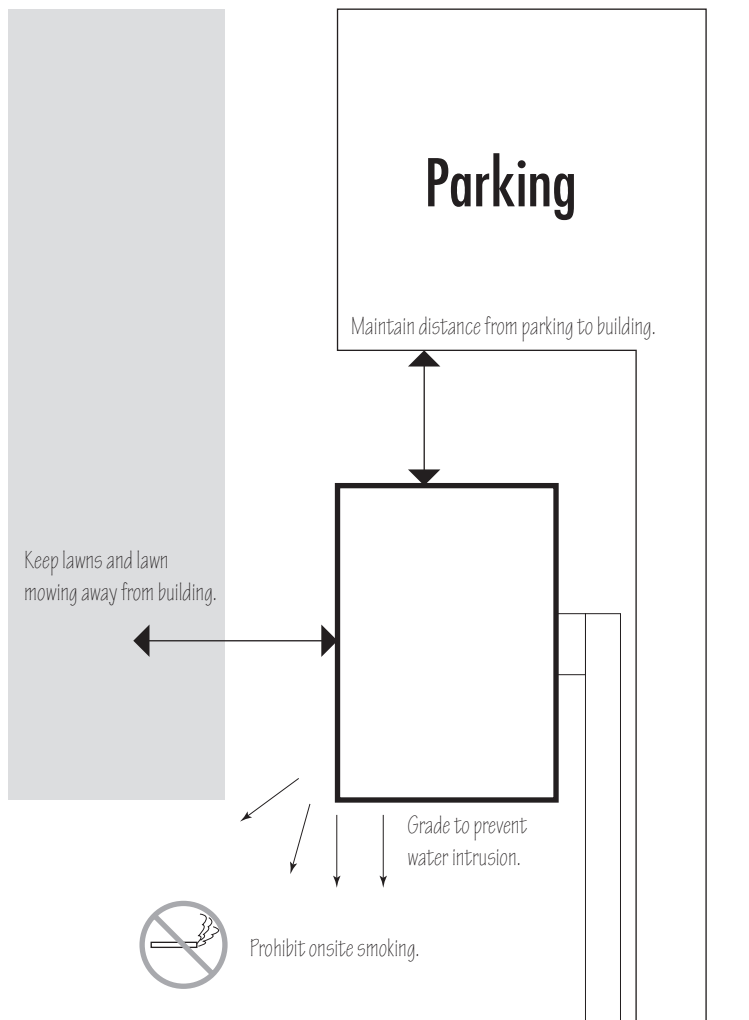 Parking
Maintain distance from parking to building.
Keep lawns and lawn
mowing away from building.
Grade to prevent
water intrusion.
Prohibit onsite smoking.